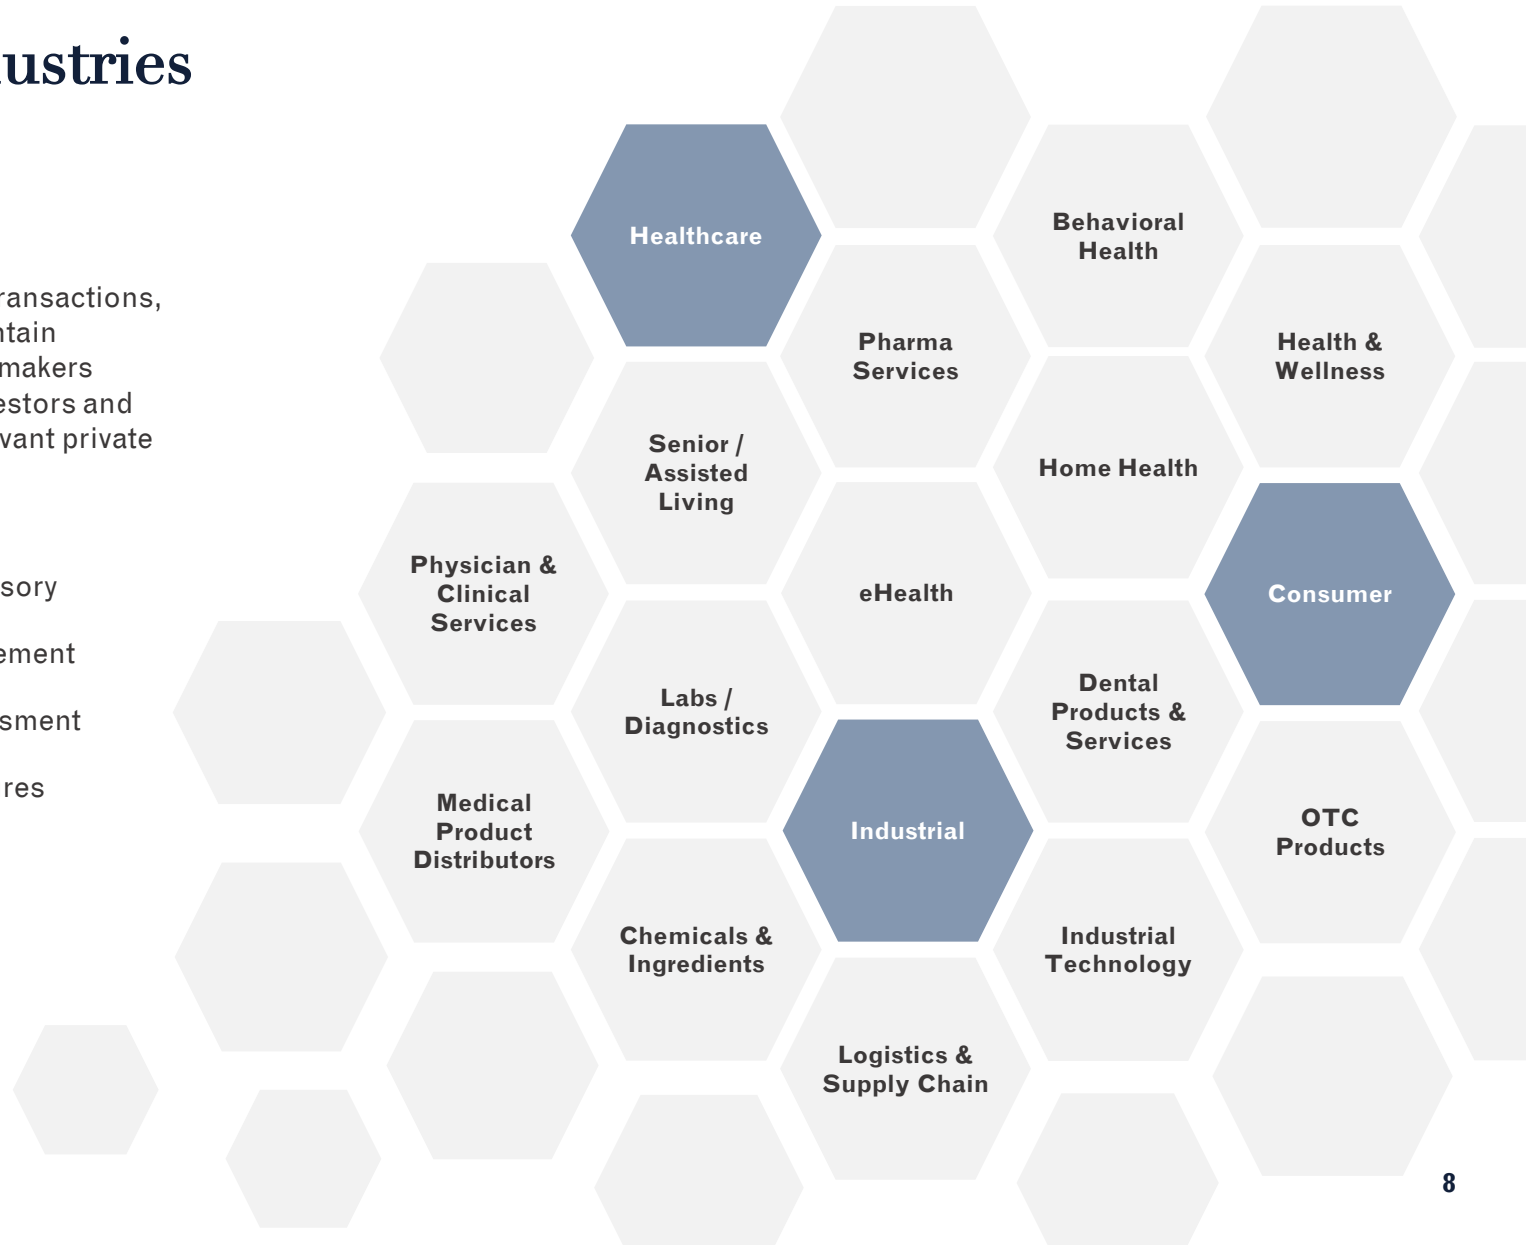 ustries
ransactions,
ntain
makers
estors and
vant private
sory
ement
sment
res
Healthcare
Behavioral
Health
Pharma
Services
Health &
Wellness
Senior /
Assisted
Living
Home Health
Physician &
Clinical
Services
eHealth
Consumer
Labs /
Diagnostics
Dental
Products &
Services
Medical
Product
Distributors
Industrial
OTC
Products
Chemicals &
Ingredients
Industrial
Technology
Logistics &
Supply Chain
8